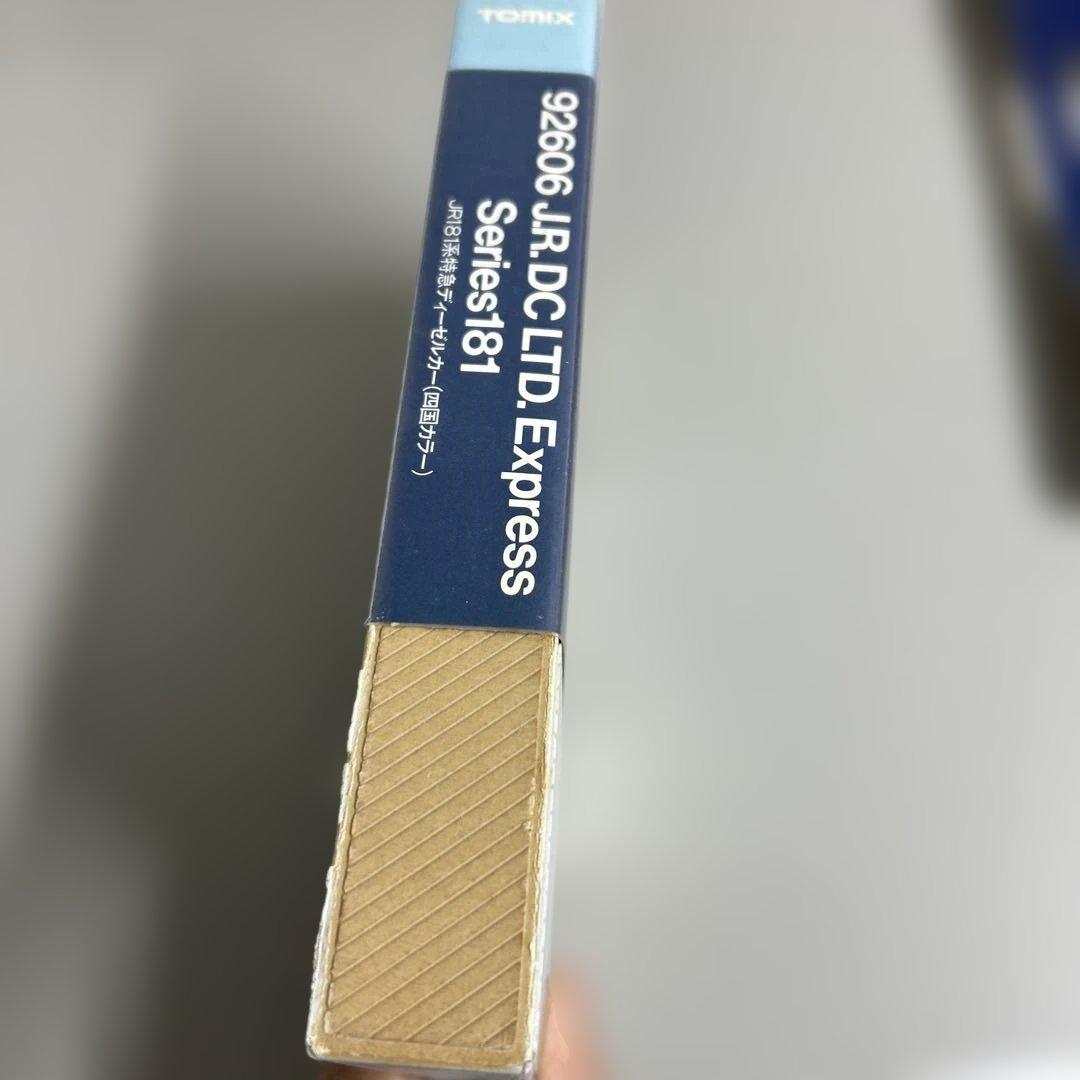 TOMIX
92606 J.R. DC LTD. Express
Series181
JR181系特急ディーゼルカー(四国カラー)